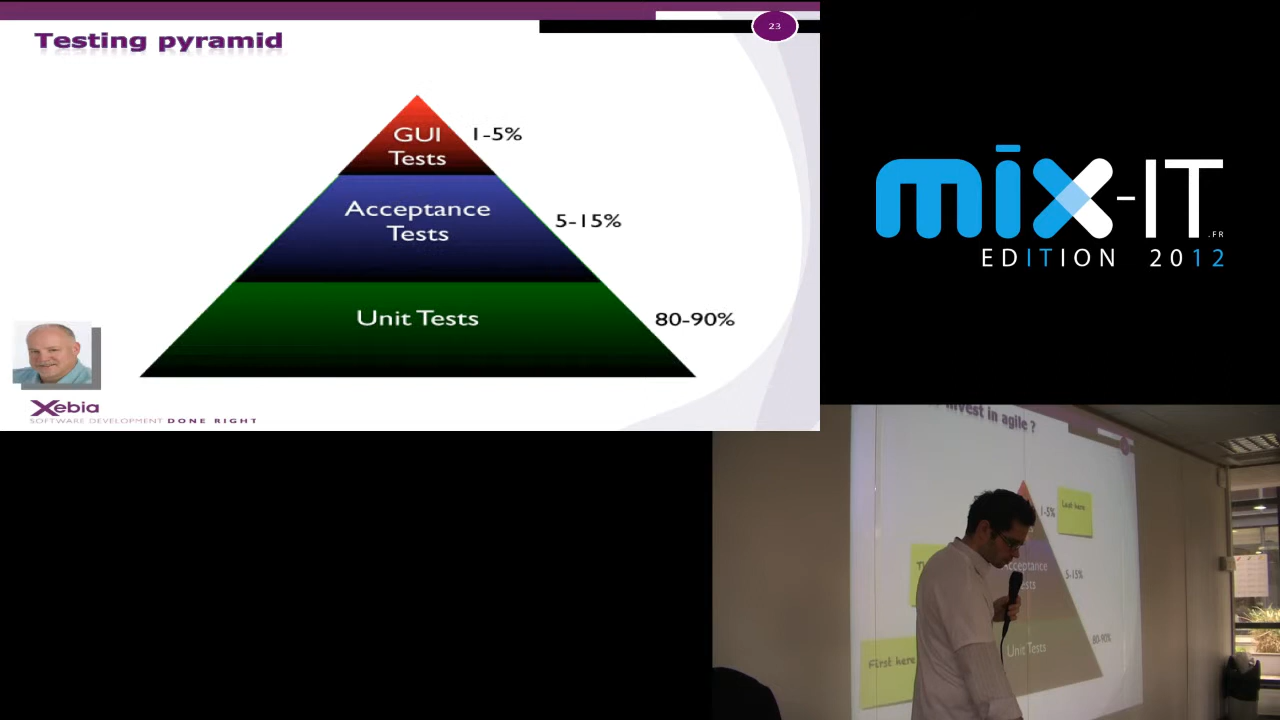 23
Testing pyramid
GUI
Tests
1-5%
Acceptance
Tests
5-15%
Unit Tests
80-90%
Xebia
SOFTWARE DEVELOPMENT DONE RIGHT
mix-IT
.FR
EDITION 2012
invest in agile ?
1-5%
Last here
Acceptance
Tests
5-15%
Unit Tests
80-90%
First here